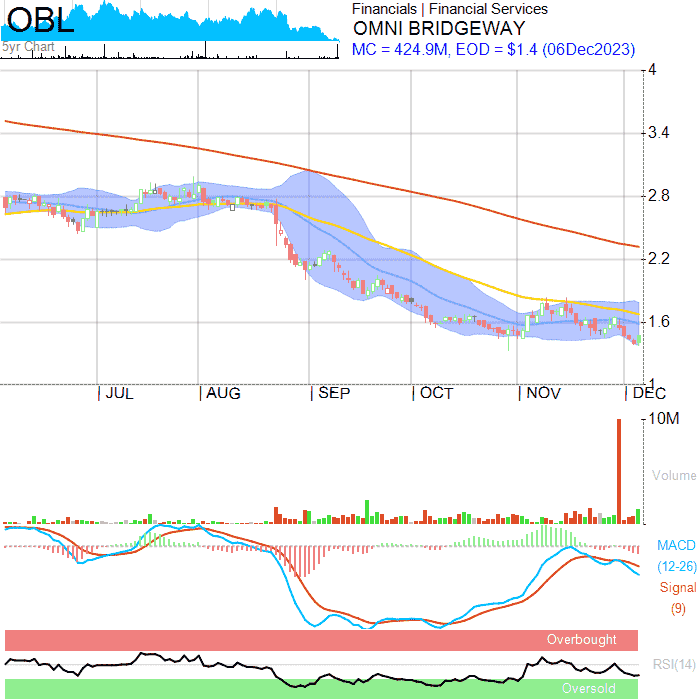 OBL
5yr Chart
Financials | Financial Services
OMNI BRIDGEWAY
MC = 424.9M, EOD = $1.4 (06Dec2023)
4
3.4
2.8
2.2
1.6
1
JUL AUG SEP OCT NOV DEC
10M
Volume
MACD
(12-26)
Signal
(9)
Overbought
RSI(14)
Oversold